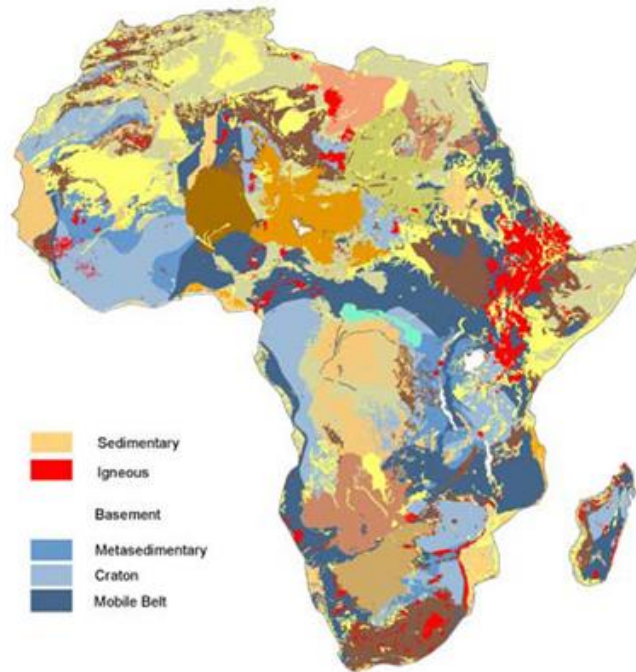 Sedimentary
Igneous
Basement
Metasedimentary
Craton
Mobile Belt